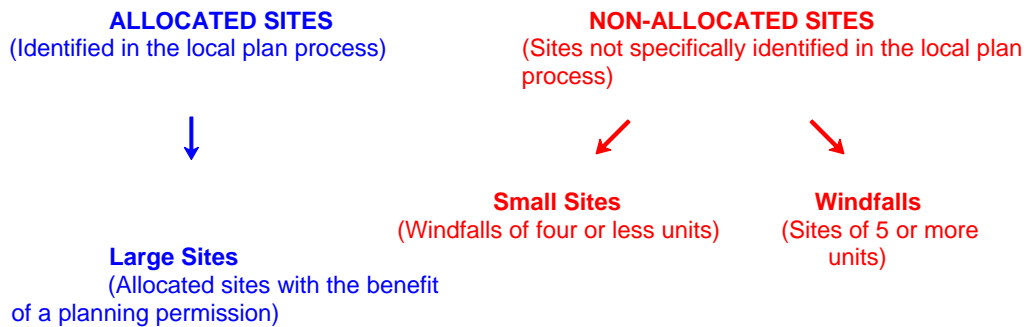 ALLOCATED SITES
(Identified in the local plan process)
NON-ALLOCATED SITES
(Sites not specifically identified in the local plan
process)
Small Sites
(Windfalls of four or less units)
Windfalls
(Sites of 5 or more
units)
Large Sites
(Allocated sites with the benefit
of a planning permission)